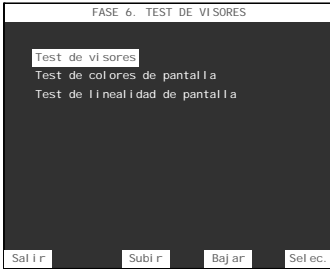 FASE 6. TEST DE VISORES
Test de visores
Test de colores de pantalla
Test de linealidad de pantalla
Salir Subir Bajar Selec.